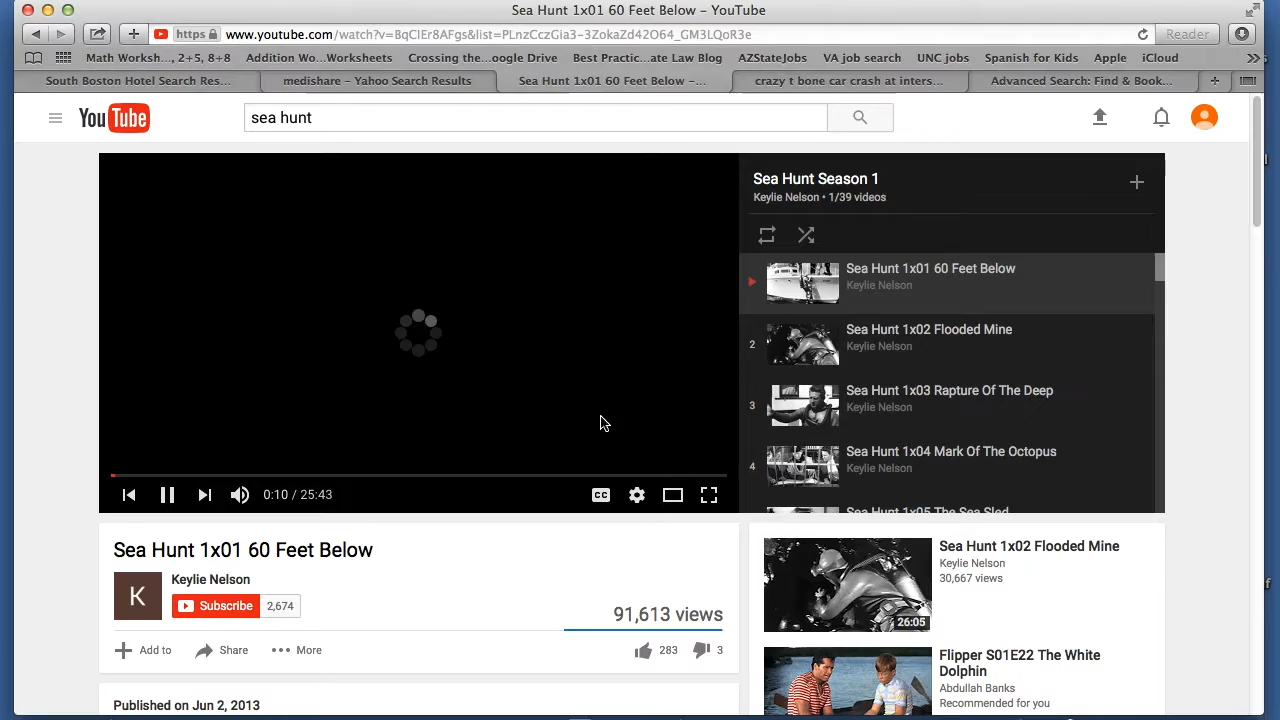 Sea Hunt 1x01 60 Feet Below – YouTube
https www.youtube.com/watch?v=BqClEr8AFgs&list=PLnzCczGia3-3ZokaZd42O64_GM3LQoR3e Reader
Math Worksh..., 2+5, 8+8 Addition Wo...Worksheets Crossing the...oogle Drive Best Practic...ate Law Blog AZStateJobs VA job search UNC jobs Spanish for Kids Apple iCloud
South Boston Hotel Search Res... medishare – Yahoo Search Results Sea Hunt 1x01 60 Feet Below –... crazy t bone car crash at inters... Advanced Search: Find & Book...
YouTube
sea hunt
Sea Hunt Season 1
Keylie Nelson • 1/39 videos
Sea Hunt 1x01 60 Feet Below
Keylie Nelson
2
Sea Hunt 1x02 Flooded Mine
Keylie Nelson
3
Sea Hunt 1x03 Rapture Of The Deep
Keylie Nelson
4
Sea Hunt 1x04 Mark Of The Octopus
Keylie Nelson
Sea Hunt 1x05 The Sea Sled
0:10 / 25:43 CC
Sea Hunt 1x01 60 Feet Below
K
Keylie Nelson
Subscribe 2,674
91,613 views
Add to Share More 283 3
Published on Jun 2, 2013
Sea Hunt 1x02 Flooded Mine
Keylie Nelson
30,667 views
26:05
Flipper S01E22 The White
Dolphin
Abdullah Banks
Recommended for you